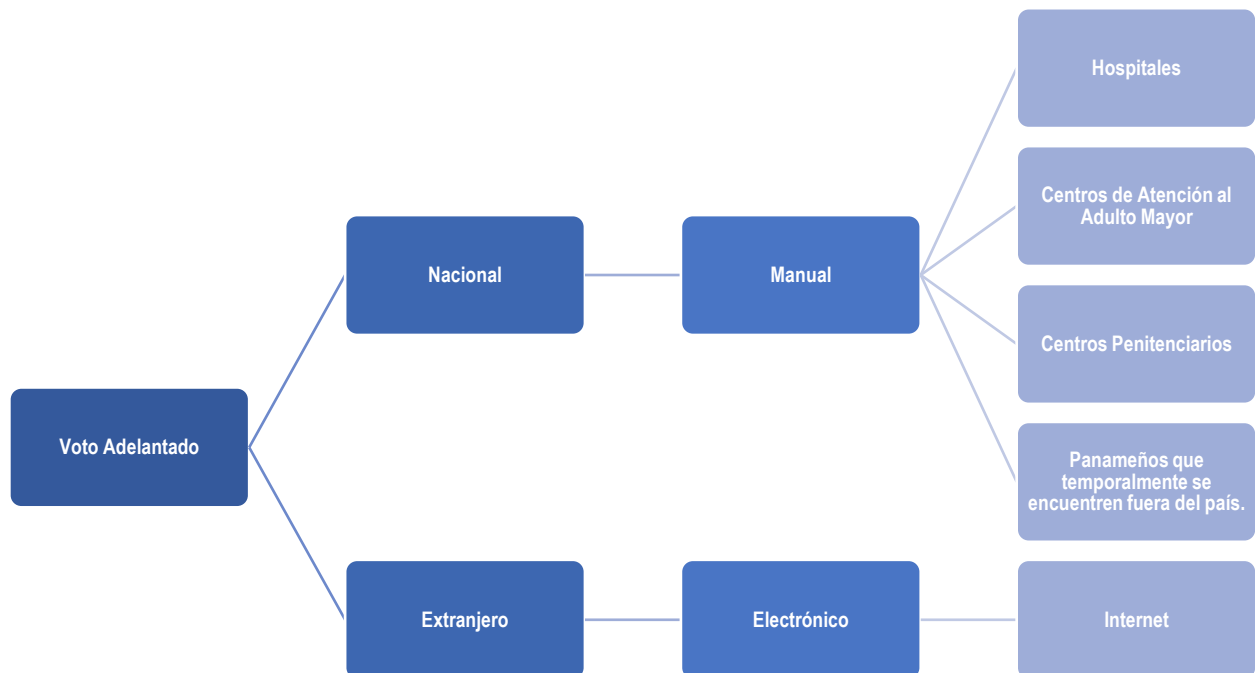 Hospitales
Centros de Atención al
Adulto Mayor
Nacional
Manual
Centros Penitenciarios
Voto Adelantado
Panameños que
temporalmente se
encuentren fuera del país.
Extranjero
Electrónico
Internet